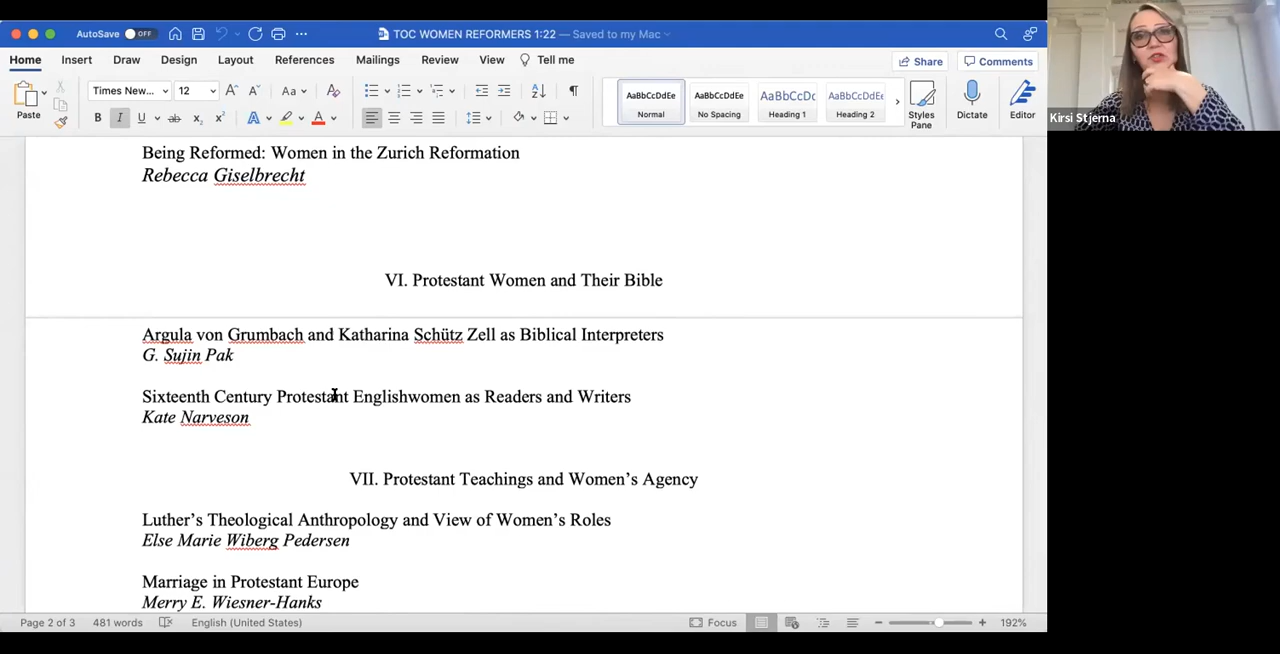 AutoSave OFF
TOC WOMEN REFORMERS 1:22 — Saved to my Mac
Home Insert Draw Design Layout References Mailings Review View Tell me
Share Comments
Paste
Times New... 12 Aa
B I U ab x₂ x² A A
AaBbCcDdEe AaBbCcDdEe AaBbCcDc AaBbCcDdEe
Normal No Spacing Heading 1 Heading 2
Styles Pane
Dictate
Editor
Kirsi Stjerna
Being Reformed: Women in the Zurich Reformation
Rebecca Giselbrecht
VI. Protestant Women and Their Bible
Argula von Grumbach and Katharina Schütz Zell as Biblical Interpreters
G. Sujin Pak
Sixteenth Century Protestant Englishwomen as Readers and Writers
Kate Narveson
VII. Protestant Teachings and Women’s Agency
Luther’s Theological Anthropology and View of Women’s Roles
Else Marie Wiberg Pedersen
Marriage in Protestant Europe
Merry E. Wiesner-Hanks
Page 2 of 3 481 words English (United States) Focus 192%